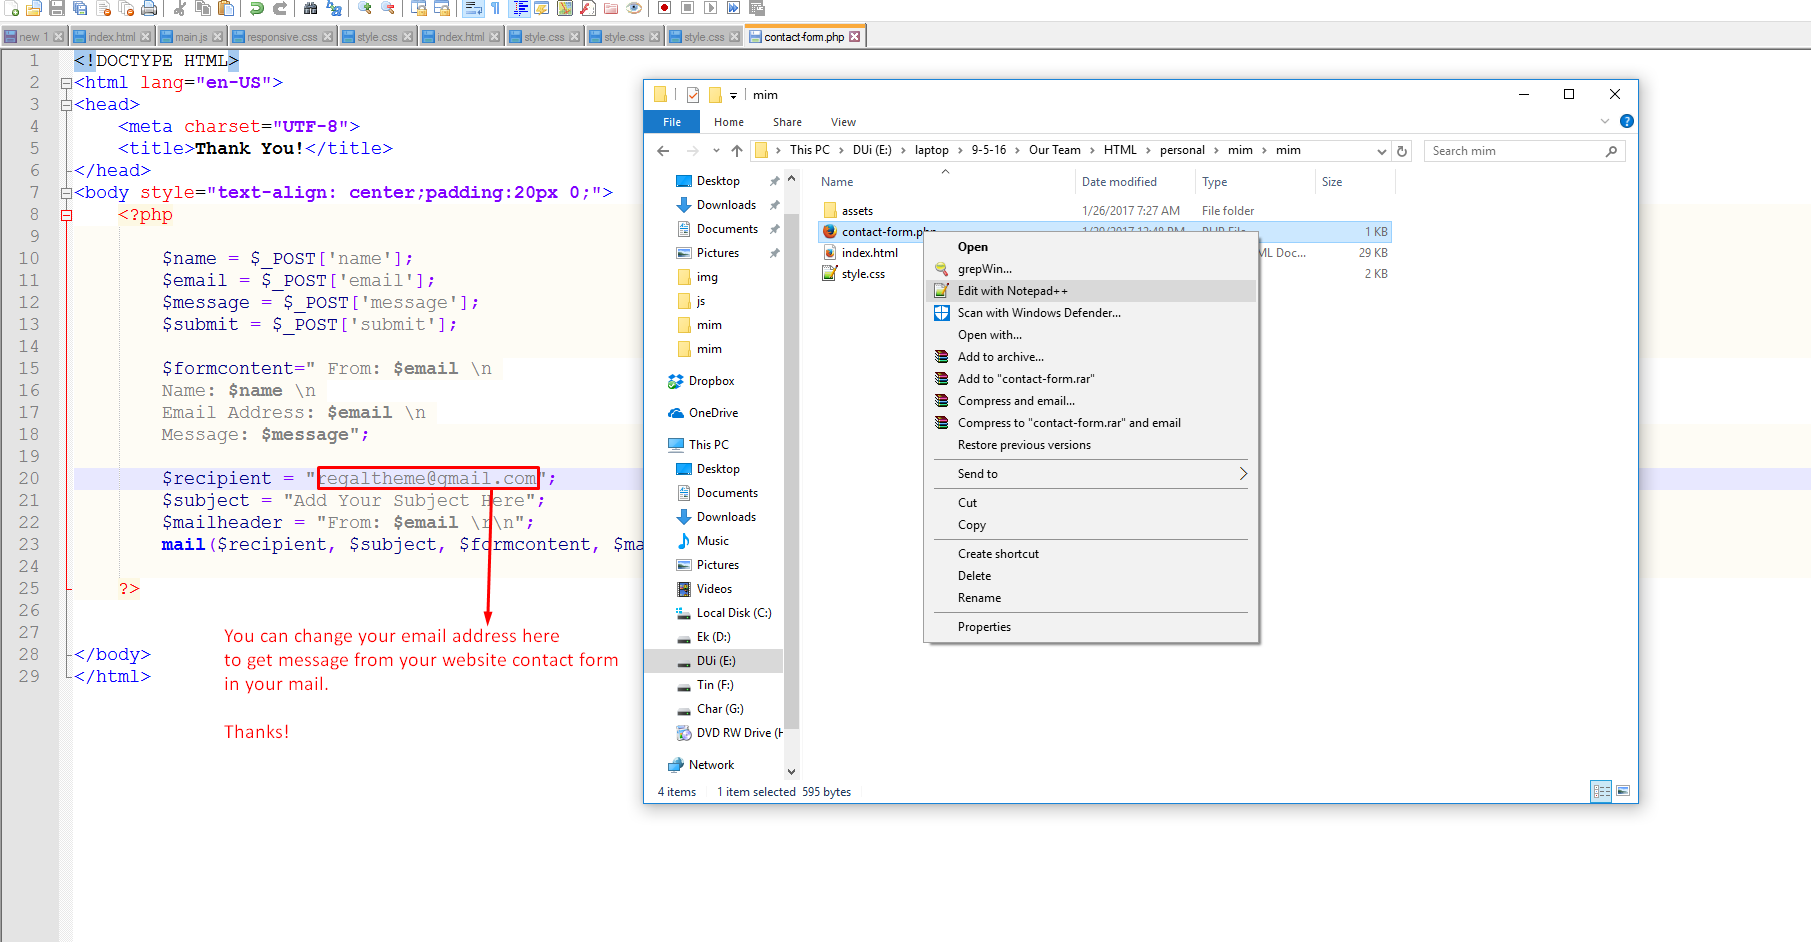 new 1 index.html main.js responsive.css style.css index.html style.css style.css style.css contact-form.php
1 <!DOCTYPE HTML>
2 <html lang="en-US">
3 <head>
4 <meta charset="UTF-8">
5 <title>Thank You!</title>
6 </head>
7 <body style="text-align: center;padding:20px 0;">
8 <?php
9
10 $name = $_POST['name'];
11 $email = $_POST['email'];
12 $message = $_POST['message'];
13 $submit = $_POST['submit'];
14
15 $formcontent=" From: $email \n
16 Name: $name \n
17 Email Address: $email \n
18 Message: $message";
19
20 $recipient = "regaltheme@gmail.com";
21 $subject = "Add Your Subject Here";
22 $mailheader = "From: $email \r\n";
23 mail($recipient, $subject, $formcontent, $ma
24
25 ?>
26
27
28 </body>
29 </html>
You can change your email address here
to get message from your website contact form
in your mail.
Thanks!
mim
File Home Share View
This PC > DUi (E:) > laptop > 9-5-16 > Our Team > HTML > personal > mim > mim
Search mim
Desktop
Downloads
Documents
Pictures
img
js
mim
mim
Dropbox
OneDrive
This PC
Desktop
Documents
Downloads
Music
Pictures
Videos
Local Disk (C:)
Ek (D:)
DUi (E:)
Tin (F:)
Char (G:)
DVD RW Drive (H
Network
Name Date modified Type Size
assets 1/26/2017 7:27 AM File folder
contact-form.php 1 KB
index.html ML Doc... 29 KB
style.css 2 KB
Open
grepWin...
Edit with Notepad++
Scan with Windows Defender...
Open with...
Add to archive...
Add to "contact-form.rar"
Compress and email...
Compress to "contact-form.rar" and email
Restore previous versions
Send to
Cut
Copy
Create shortcut
Delete
Rename
Properties
4 items 1 item selected 595 bytes